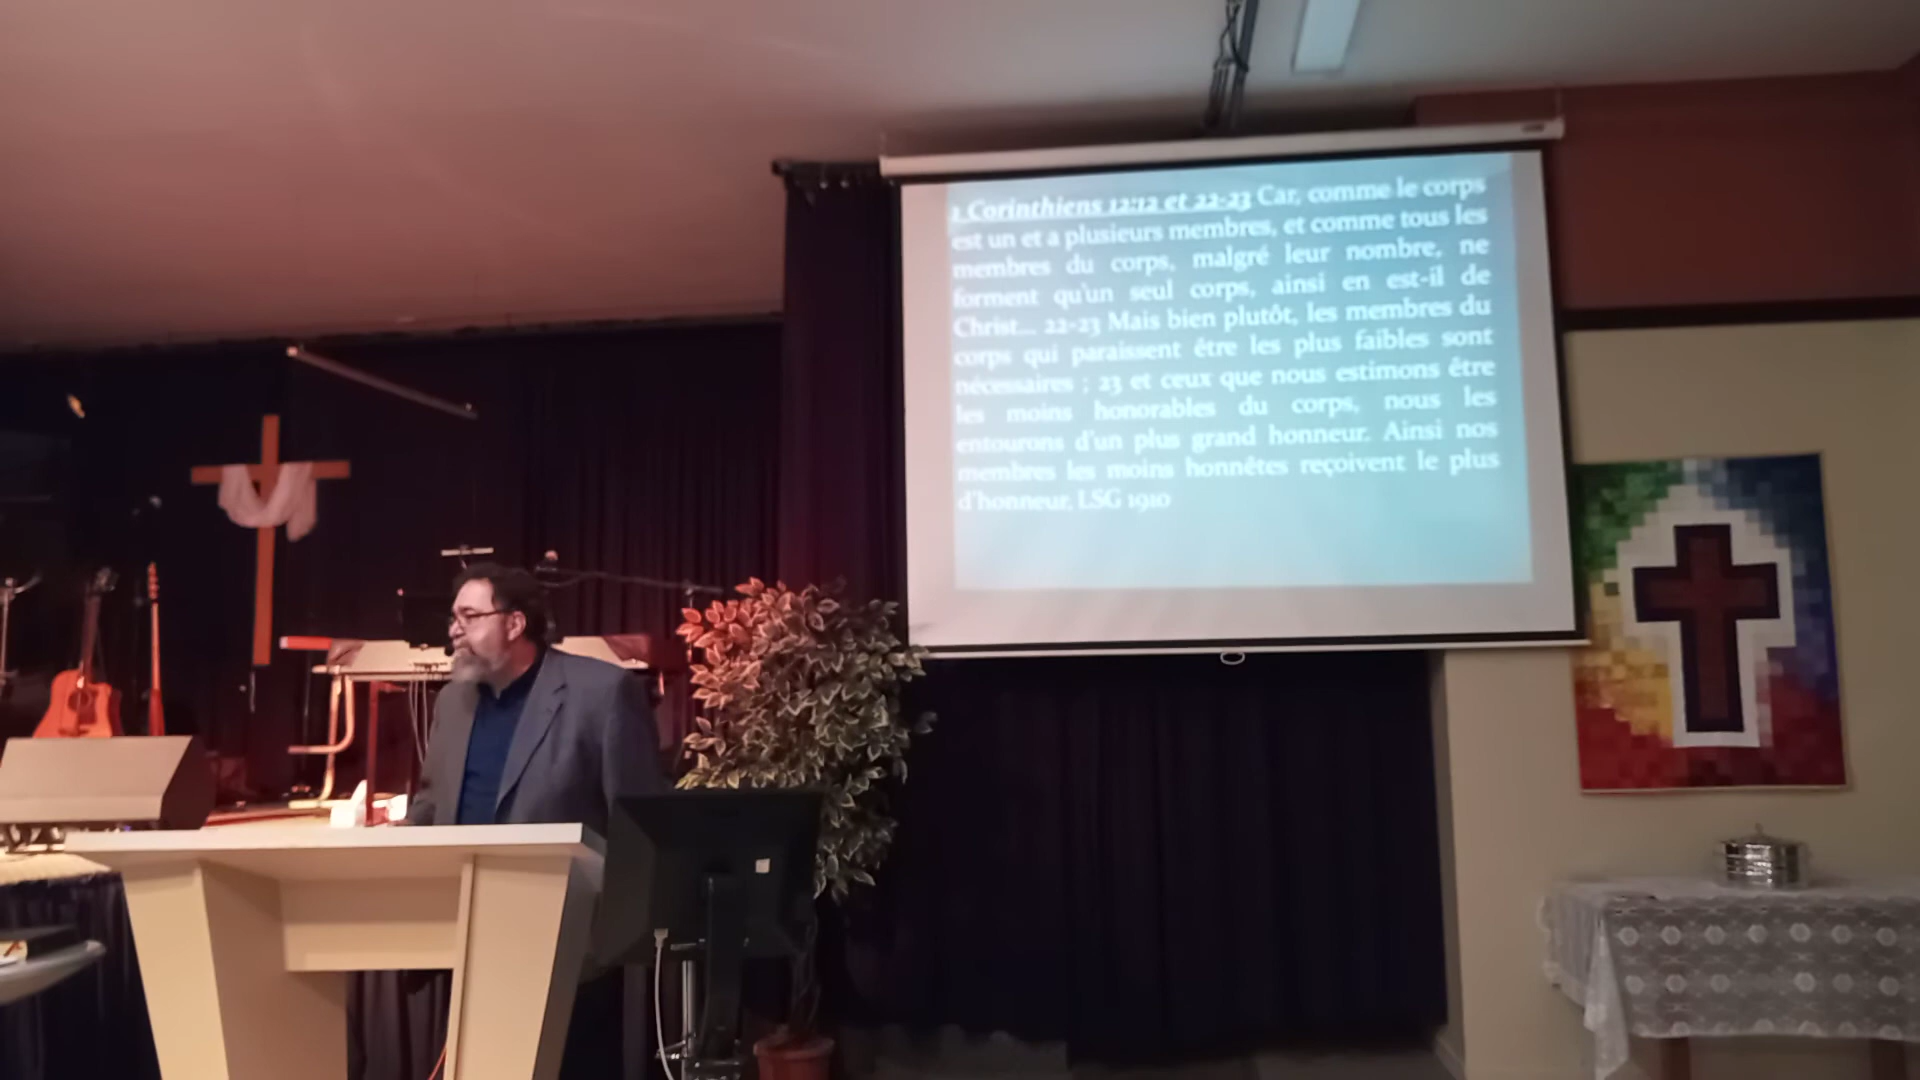 1 Corinthiens 12:12 et 22-23 Car, comme le corps
est un et a plusieurs membres, et comme tous les
membres du corps, malgré leur nombre, ne
forment qu'un seul corps, ainsi en est-il de
Christ... 22-23 Mais bien plutôt, les membres du
corps qui paraissent être les plus faibles sont
nécessaires ; 23 et ceux que nous estimons être
les moins honorables du corps, nous les
entourons d'un plus grand honneur. Ainsi nos
membres les moins honnêtes reçoivent le plus
d'honneur, LSG 1910